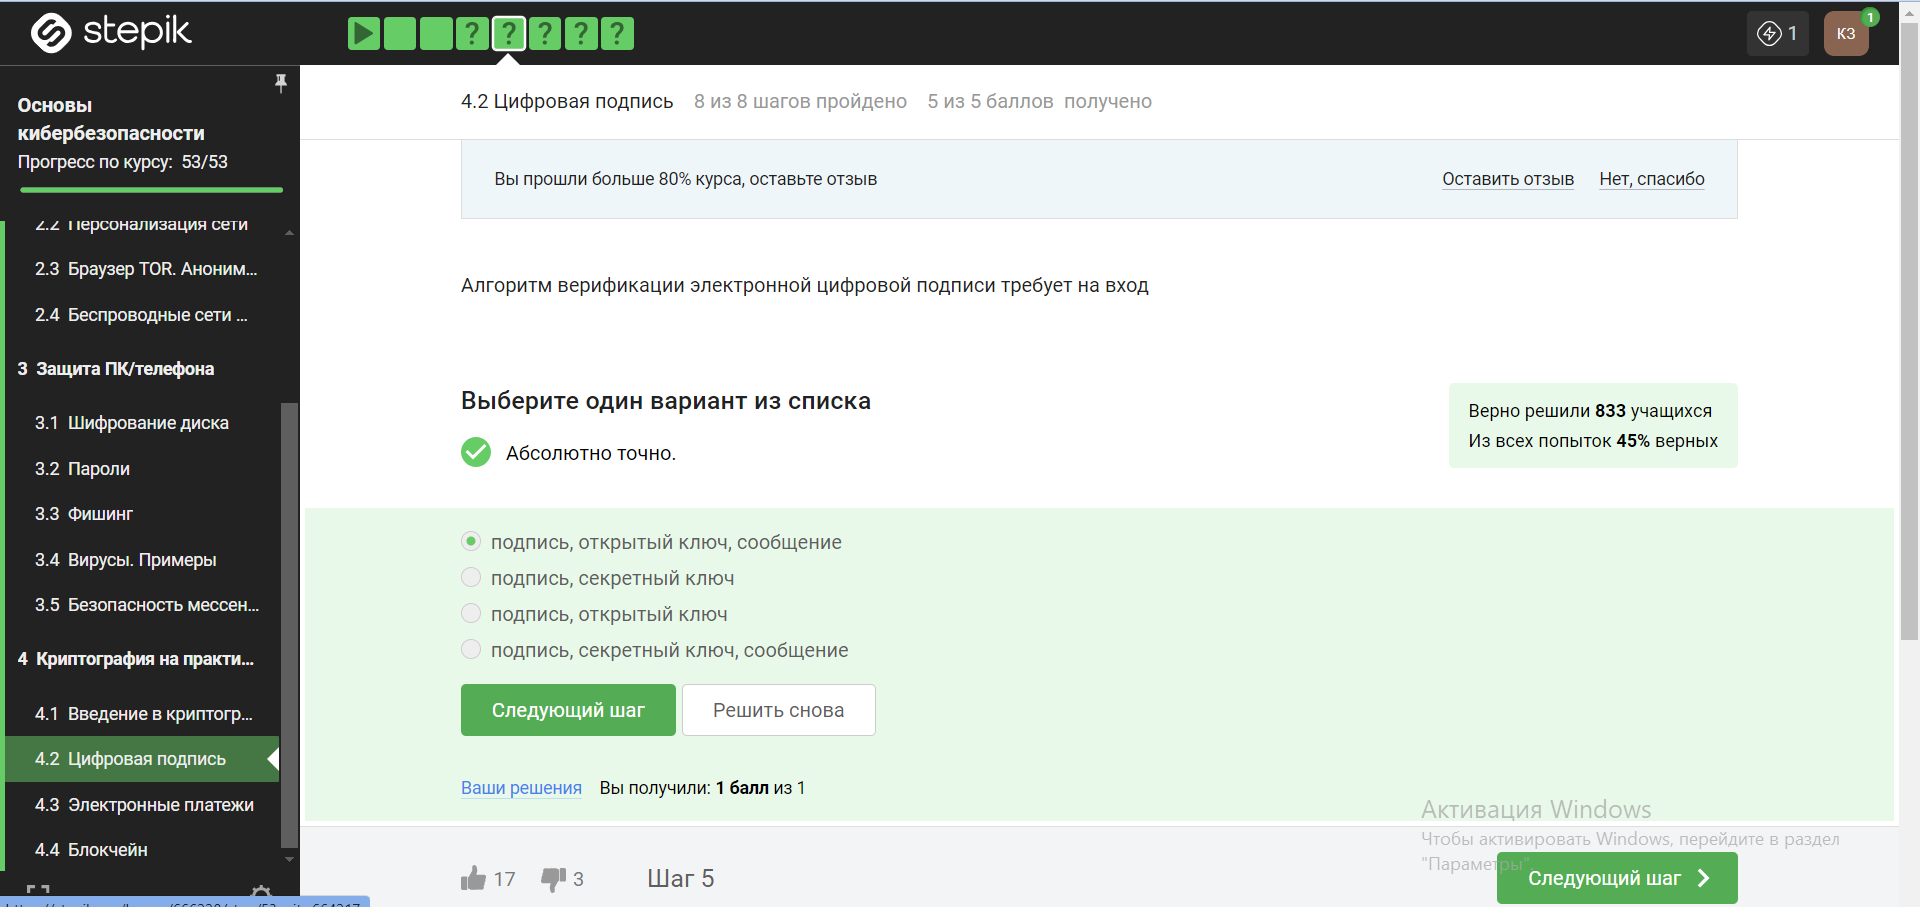 stepik
? ? ? ? ?
1
КЗ
1
Основы
кибербезопасности
Прогресс по курсу: 53/53
2.2 Персонализация сети
2.3 Браузер TOR. Аноним...
2.4 Беспроводные сети ...
3 Защита ПК/телефона
3.1 Шифрование диска
3.2 Пароли
3.3 Фишинг
3.4 Вирусы. Примеры
3.5 Безопасность мессен...
4 Криптография на практи...
4.1 Введение в криптогр...
4.2 Цифровая подпись
4.3 Электронные платежи
4.4 Блокчейн
4.2 Цифровая подпись 8 из 8 шагов пройдено 5 из 5 баллов получено
Вы прошли больше 80% курса, оставьте отзыв
Оставить отзыв Нет, спасибо
Алгоритм верификации электронной цифровой подписи требует на вход
Выберите один вариант из списка
Абсолютно точно.
Верно решили 833 учащихся
Из всех попыток 45% верных
подпись, открытый ключ, сообщение
подпись, секретный ключ
подпись, открытый ключ
подпись, секретный ключ, сообщение
Следующий шаг Решить снова
Ваши решения Вы получили: 1 балл из 1
Активация Windows
Чтобы активировать Windows, перейдите в раздел
"Параметры".
17 3 Шаг 5
Следующий шаг